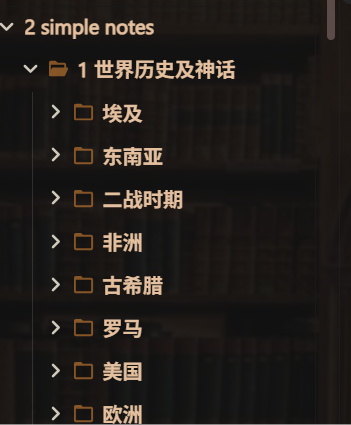 2 simple notes
1 世界历史及神话
埃及
东南亚
二战时期
非洲
古希腊
罗马
美国
欧洲